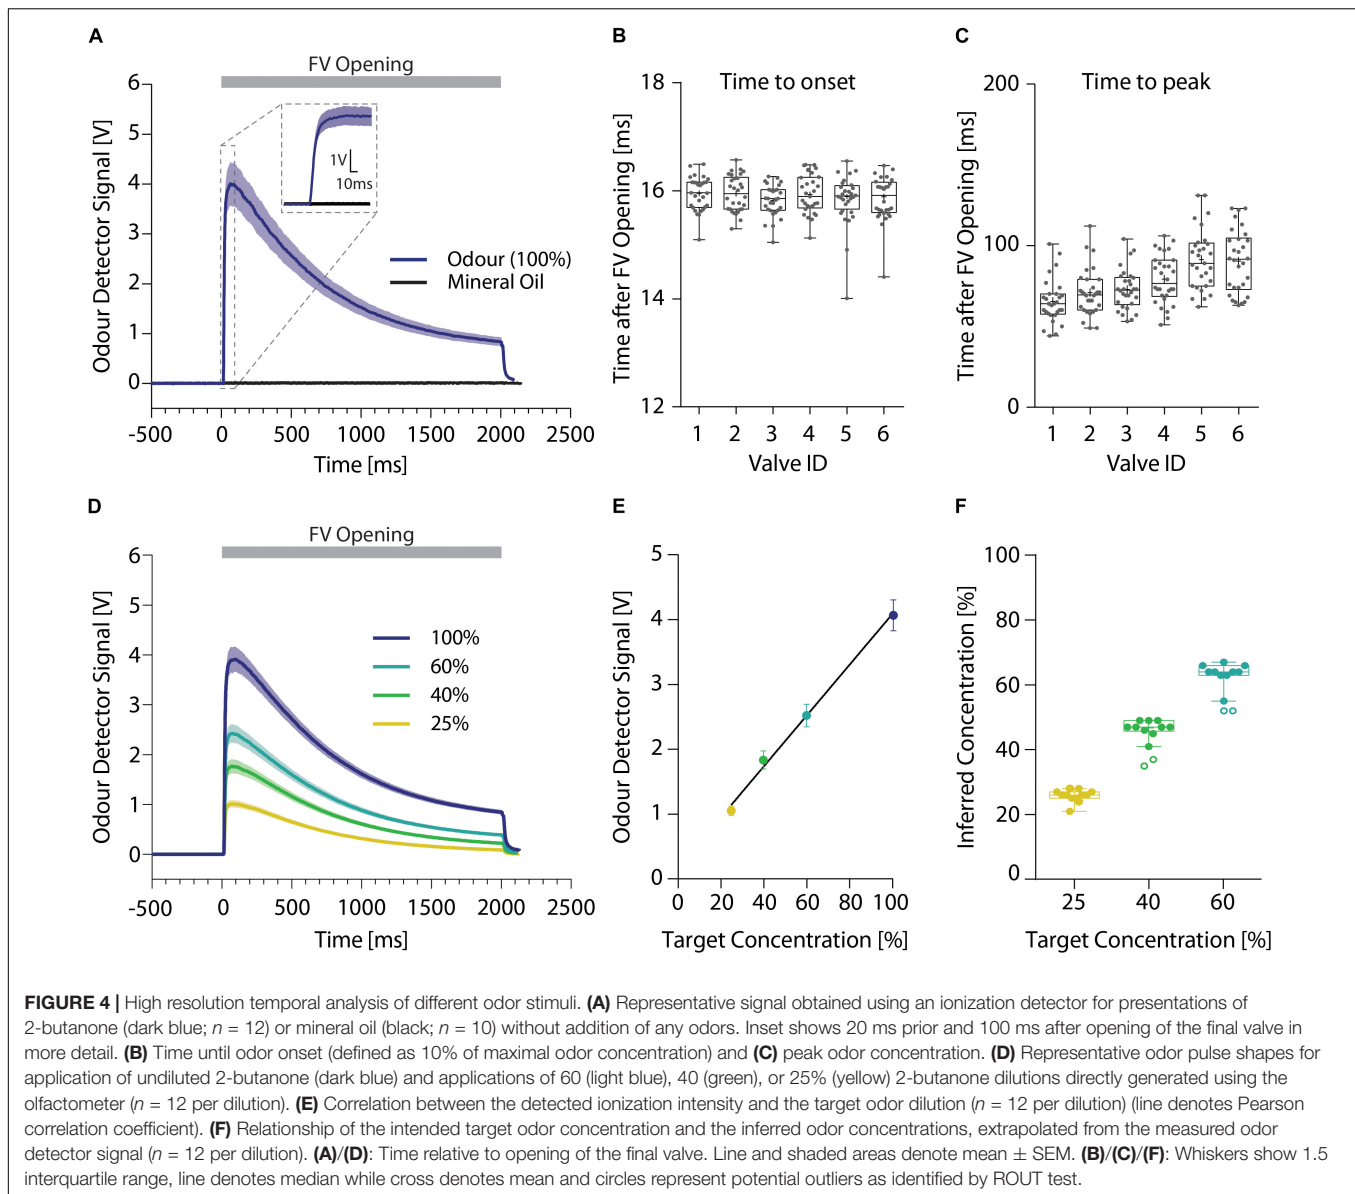 A
FV Opening
Odour Detector Signal [V]
6
5
4
3
2
1
0
1V
10ms
Odour (100%)
Mineral Oil
-500 0 500 1000 1500 2000 2500
Time [ms]
B
Time to onset
Time after FV Opening [ms]
18
16
14
12
1 2 3 4 5 6
Valve ID
C
Time to peak
Time after FV Opening [ms]
200
100
0
1 2 3 4 5 6
Valve ID
D
FV Opening
Odour Detector Signal [V]
6
5
4
3
2
1
0
100%
60%
40%
25%
-500 0 500 1000 1500 2000 2500
Time [ms]
E
Odour Detector Signal [V]
5
4
3
2
1
0
0 20 40 60 80 100
Target Concentration [%]
F
Inferred Concentration [%]
100
80
60
40
20
0
25 40 60
Target Concentration [%]
FIGURE 4 | High resolution temporal analysis of different odor stimuli. (A) Representative signal obtained using an ionization detector for presentations of
2-butanone (dark blue; n = 12) or mineral oil (black; n = 10) without addition of any odors. Inset shows 20 ms prior and 100 ms after opening of the final valve in
more detail. (B) Time until odor onset (defined as 10% of maximal odor concentration) and (C) peak odor concentration. (D) Representative odor pulse shapes for
application of undiluted 2-butanone (dark blue) and applications of 60 (light blue), 40 (green), or 25% (yellow) 2-butanone dilutions directly generated using the
olfactometer (n = 12 per dilution). (E) Correlation between the detected ionization intensity and the target odor dilution (n = 12 per dilution) (line denotes Pearson
correlation coefficient). (F) Relationship of the intended target odor concentration and the inferred odor concentrations, extrapolated from the measured odor
detector signal (n = 12 per dilution). (A)/(D): Time relative to opening of the final valve. Line and shaded areas denote mean ± SEM. (B)/(C)/(F): Whiskers show 1.5
interquartile range, line denotes median while cross denotes mean and circles represent potential outliers as identified by ROUT test.